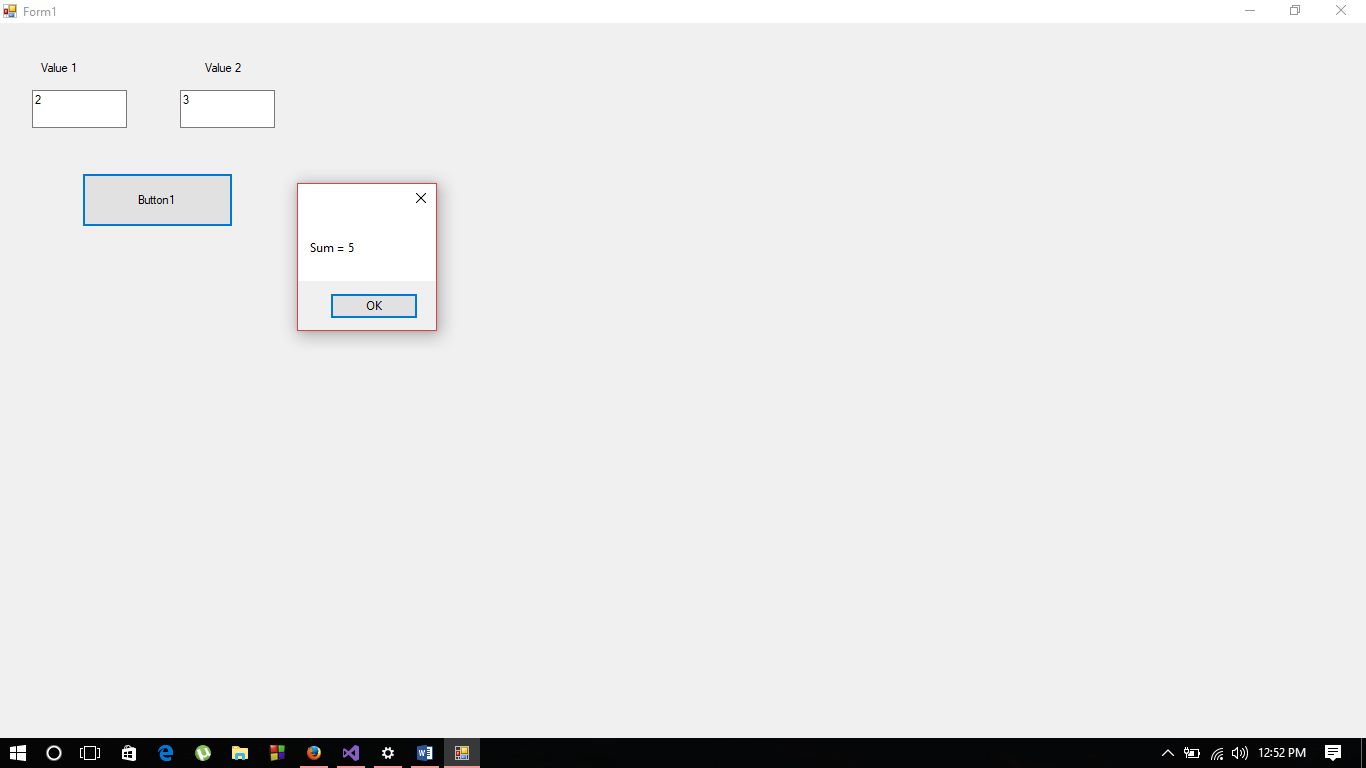 Form1
Value 1 Value 2
2 3
Button1
Sum = 5
OK
12:52 PM